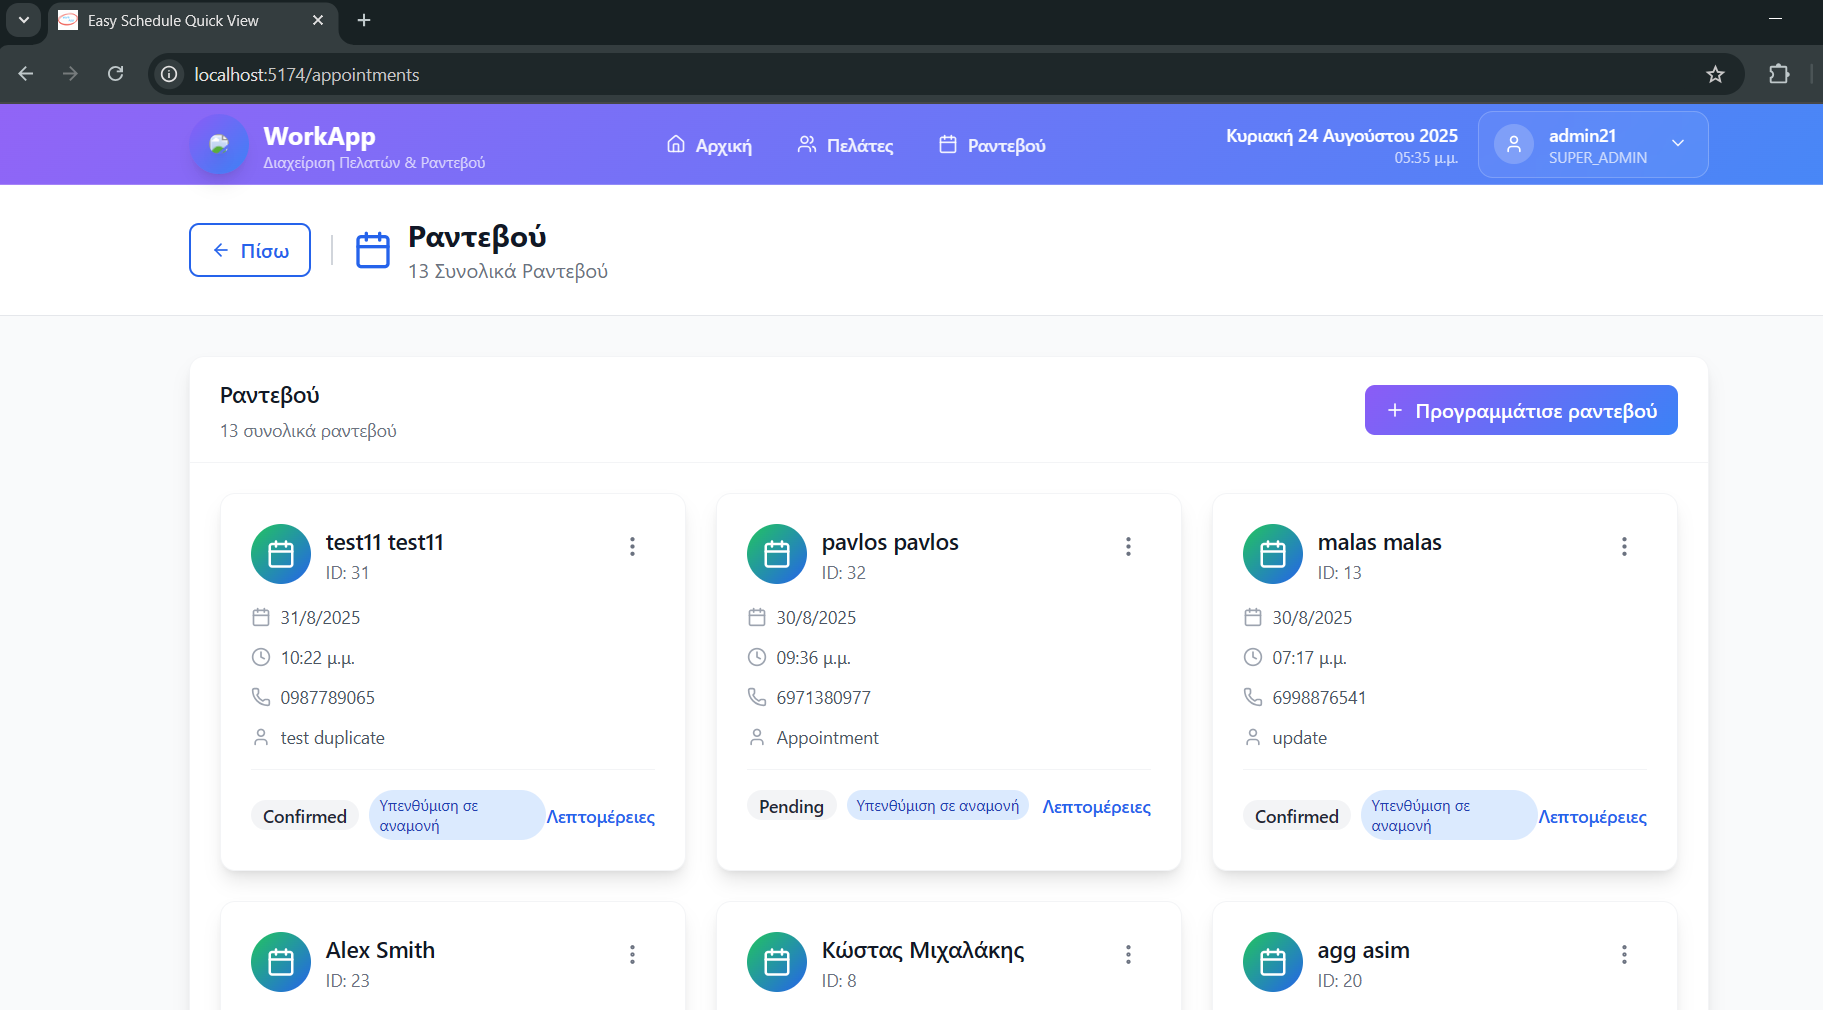 Easy Schedule Quick View
localhost:5174/appointments
WorkApp
Διαχείριση Πελατών & Ραντεβού
Αρχική
Πελάτες
Ραντεβού
Κυριακή 24 Αυγούστου 2025
05:35 μ.μ.
admin21
SUPER_ADMIN
Πίσω
Ραντεβού
13 Συνολικά Ραντεβού
Ραντεβού
13 συνολικά ραντεβού
Προγραμμάτισε ραντεβού
test11 test11
ID: 31
31/8/2025
10:22 μ.μ.
0987789065
test duplicate
Confirmed
Υπενθύμιση σε
αναμονή
Λεπτομέρειες
pavlos pavlos
ID: 32
30/8/2025
09:36 μ.μ.
6971380977
Appointment
Pending
Υπενθύμιση σε αναμονή
Λεπτομέρειες
malas malas
ID: 13
30/8/2025
07:17 μ.μ.
6998876541
update
Confirmed
Υπενθύμιση σε
αναμονή
Λεπτομέρειες
Alex Smith
ID: 23
Κώστας Μιχαλάκης
ID: 8
agg asim
ID: 20